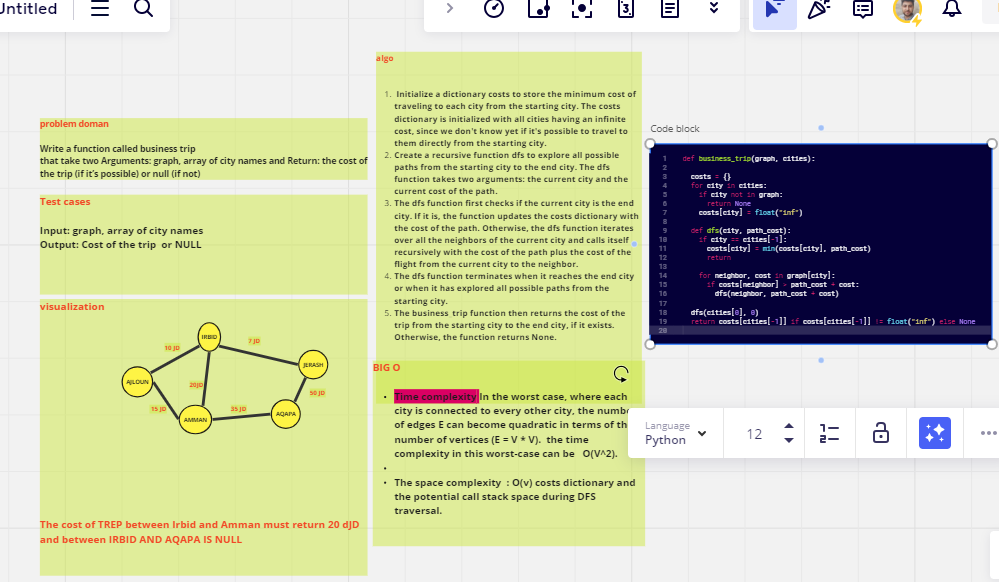 Untitled
problem doman
Write a function called business trip
that take two Arguments: graph, array of city names and Return: the cost of
the trip (if it's possible) or null (if not)
Test cases
Input: graph, array of city names
Output: Cost of the trip or NULL
visualization
IRBID
10 JD
7 JD
JERASH
AJLOUN
20JD
50 JD
15 JD
35 JD
AQAPA
AMMAN
The cost of TREP between Irbid and Amman must return 20 dJD
and between IRBID AND AQAPA IS NULL
algo
1. Initialize a dictionary costs to store the minimum cost of
traveling to each city from the starting city. The costs
dictionary is initialized with all cities having an infinite
cost, since we don't know yet if it's possible to travel to
them directly from the starting city.
2. Create a recursive function dfs to explore all possible
paths from the starting city to the end city. The dfs
function takes two arguments: the current city and the
current cost of the path.
3. The dfs function first checks if the current city is the end
city. If it is, the function updates the costs dictionary with
the cost of the path. Otherwise, the dfs function iterates
over all the neighbors of the current city and calls itself
recursively with the cost of the path plus the cost of the
flight from the current city to the neighbor.
4. The dfs function terminates when it reaches the end city
or when it has explored all possible paths from the
starting city.
5. The business_trip function then returns the cost of the
trip from the starting city to the end city, if it exists.
Otherwise, the function returns None.
BIG O
• Time complexity In the worst case, where each
city is connected to every other city, the numbe
of edges E can become quadratic in terms of th
number of vertices (E = V * V). the time
complexity in this worst-case can be O(V^2).
•
• The space complexity : O(v) costs dictionary and
the potential call stack space during DFS
traversal.
Code block
1 def business_trip(graph, cities):
2
3 costs = {}
4 for city in cities:
5 if city not in graph:
6 return None
7 costs[city] = float("inf")
8
9 def dfs(city, path_cost):
10 if city == cities[-1]:
11 costs[city] = min(costs[city], path_cost)
12 return
13
14 for neighbor, cost in graph[city]:
15 if costs[neighbor] > path_cost + cost:
16 dfs(neighbor, path_cost + cost)
17
18 dfs(cities[0], 0)
19 return costs[cities[-1]] if costs[cities[-1]] != float("inf") else None
20
Language
Python
12